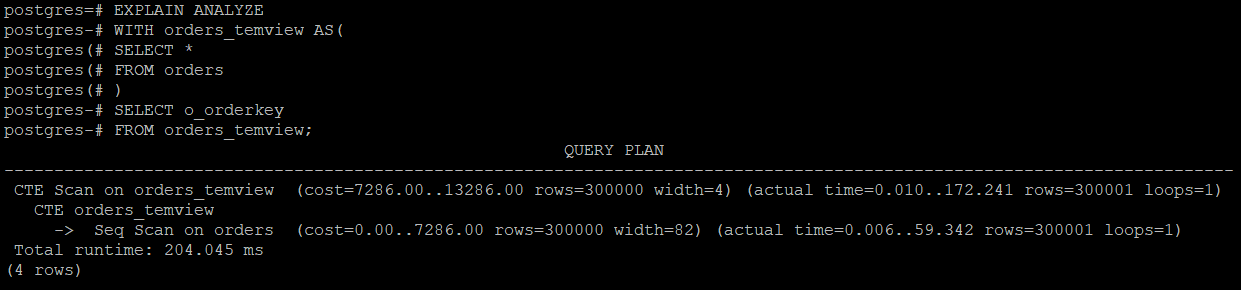 postgres=# EXPLAIN ANALYZE
postgres-# WITH orders_temview AS(
postgres(# SELECT *
postgres(# FROM orders
postgres(# )
postgres-# SELECT o_orderkey
postgres-# FROM orders_temview;
QUERY PLAN
---------------------------------------------------------------------------------------------------------------------------
CTE Scan on orders_temview  (cost=7286.00..13286.00 rows=300000 width=4) (actual time=0.010..172.241 rows=300001 loops=1)
  CTE orders_temview
    ->  Seq Scan on orders  (cost=0.00..7286.00 rows=300000 width=82) (actual time=0.006..59.342 rows=300001 loops=1)
Total runtime: 204.045 ms
(4 rows)